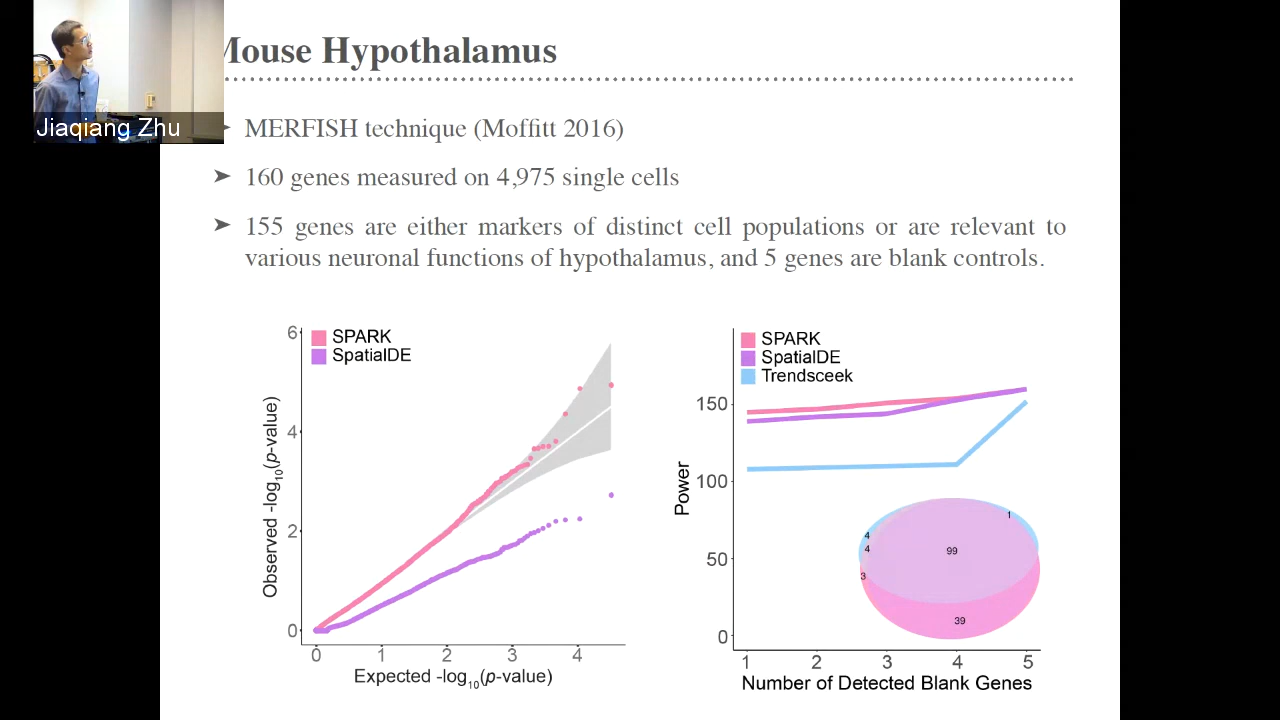 Mouse Hypothalamus
Jiaqiang Zhu
➤ MERFISH technique (Moffitt 2016)
➤ 160 genes measured on 4,975 single cells
➤ 155 genes are either markers of distinct cell populations or are relevant to
various neuronal functions of hypothalamus, and 5 genes are blank controls.
SPARK
SpatialDE
6
4
2
0
Observed -log10(p-value)
0 1 2 3 4
Expected -log10(p-value)
SPARK
SpatialDE
Trendsceek
150
100
50
0
Power
4
1
4
99
3
39
1 2 3 4 5
Number of Detected Blank Genes